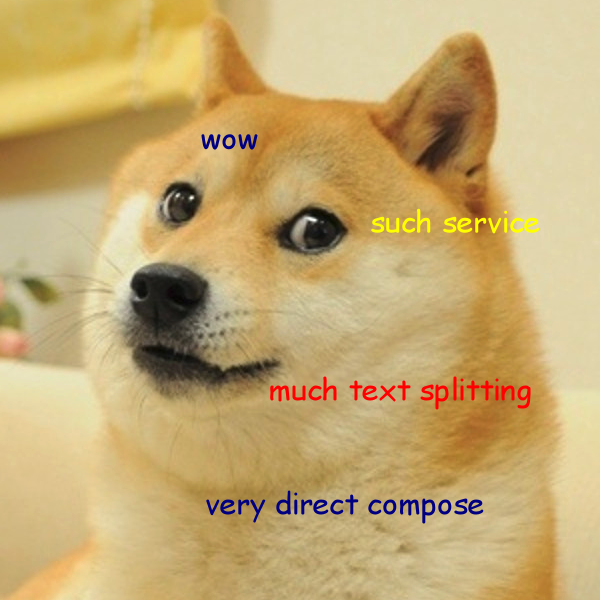 wow
such service
much text splitting
very direct compose